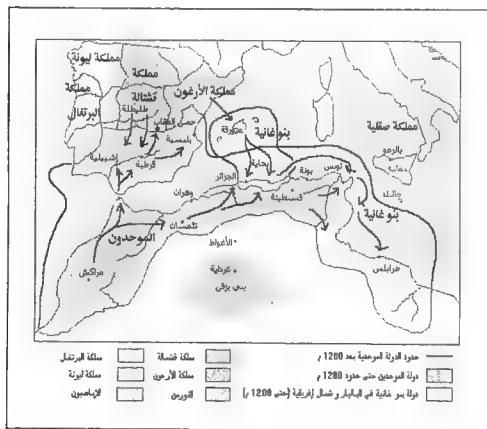 مملكة ليونة
مملكة
قشتالة
مملكة الأرغون
مملكة
البرتغال
طليطلة
حصن العقاب
بلنسية
قرطبة
إشبيلية
ميورقة
بنو غانية
مملكة صقلية
بالرمو
مالطة
الجزائر
بجاية
بونة
تونس
وهران
قسنطينة
بنو غانية
تلمسان
الموحدون
الأغواط
مراكش
غرداية
بني يزقن
طرابلس
حدود الدولة الموحدية بعد 1200 م
دولة الموحدين حتى حدود 1200 م
دولة بنو غانية في الباليار و شمال إفريقية (حتى 1200 م)
مملكة قشتالة
مملكة الأرغون
النورمن
مملكة البرتغال
مملكة ليونة